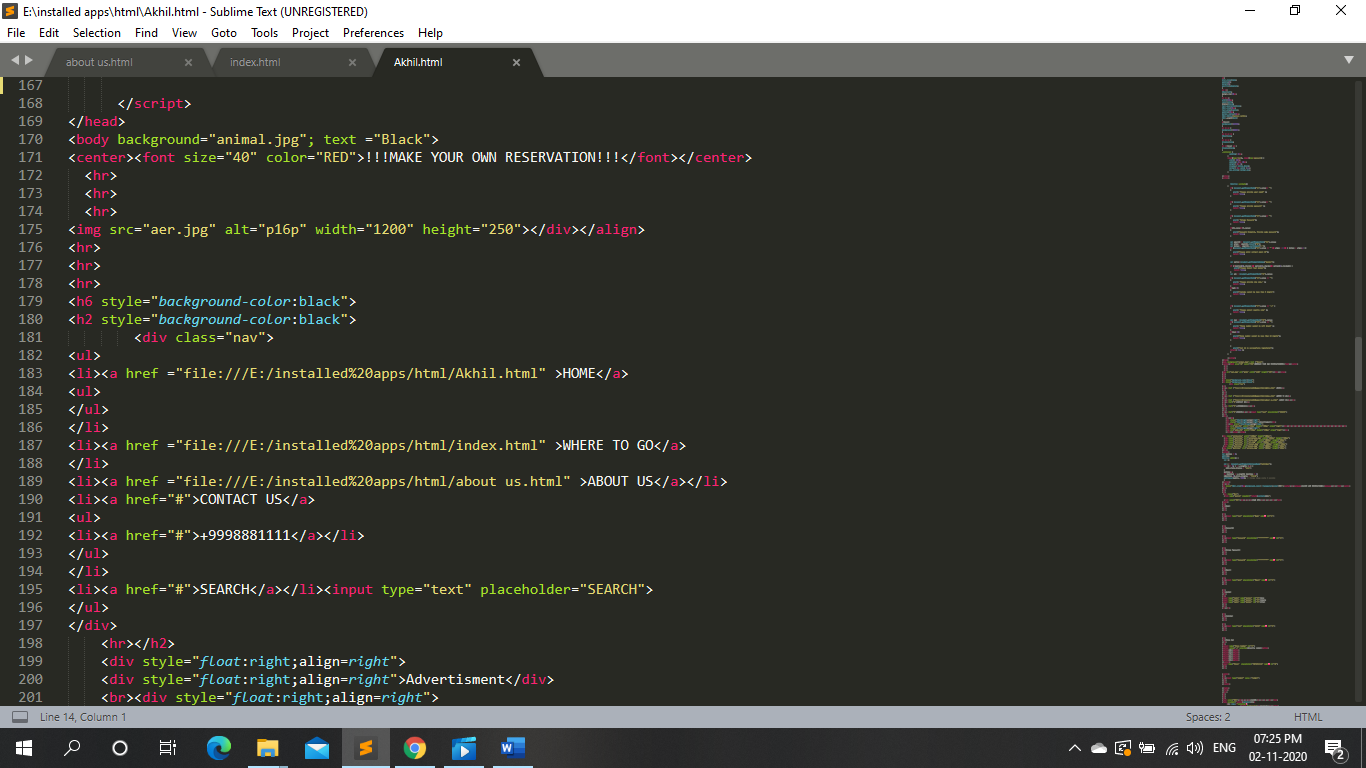 E:\installed apps\html\Akhil.html - Sublime Text (UNREGISTERED)
File Edit Selection Find View Goto Tools Project Preferences Help
about us.html index.html Akhil.html
167
168 </script>
169 </head>
170 <body background="animal.jpg"; text ="Black">
171 <center><font size="40" color="RED">!!!MAKE YOUR OWN RESERVATION!!!</font></center>
172 <hr>
173 <hr>
174 <hr>
175 <img src="aer.jpg" alt="p16p" width="1200" height="250"></div></align>
176 <hr>
177 <hr>
178 <hr>
179 <h6 style="background-color:black">
180 <h2 style="background-color:black">
181 <div class="nav">
182 <ul>
183 <li><a href ="file:///E:/installed%20apps/html/Akhil.html" >HOME</a>
184 <ul>
185 </ul>
186 </li>
187 <li><a href ="file:///E:/installed%20apps/html/index.html" >WHERE TO GO</a>
188 </li>
189 <li><a href ="file:///E:/installed%20apps/html/about us.html" >ABOUT US</a></li>
190 <li><a href="#">CONTACT US</a>
191 <ul>
192 <li><a href="#">+9998881111</a></li>
193 </ul>
194 </li>
195 <li><a href="#">SEARCH</a></li><input type="text" placeholder="SEARCH">
196 </ul>
197 </div>
198 <hr></h2>
199 <div style="float:right;align=right">
200 <div style="float:right;align=right">Advertisment</div>
201 <br><div style="float:right;align=right">
Line 14, Column 1 Spaces: 2 HTML
ENG 07:25 PM
02-11-2020 2